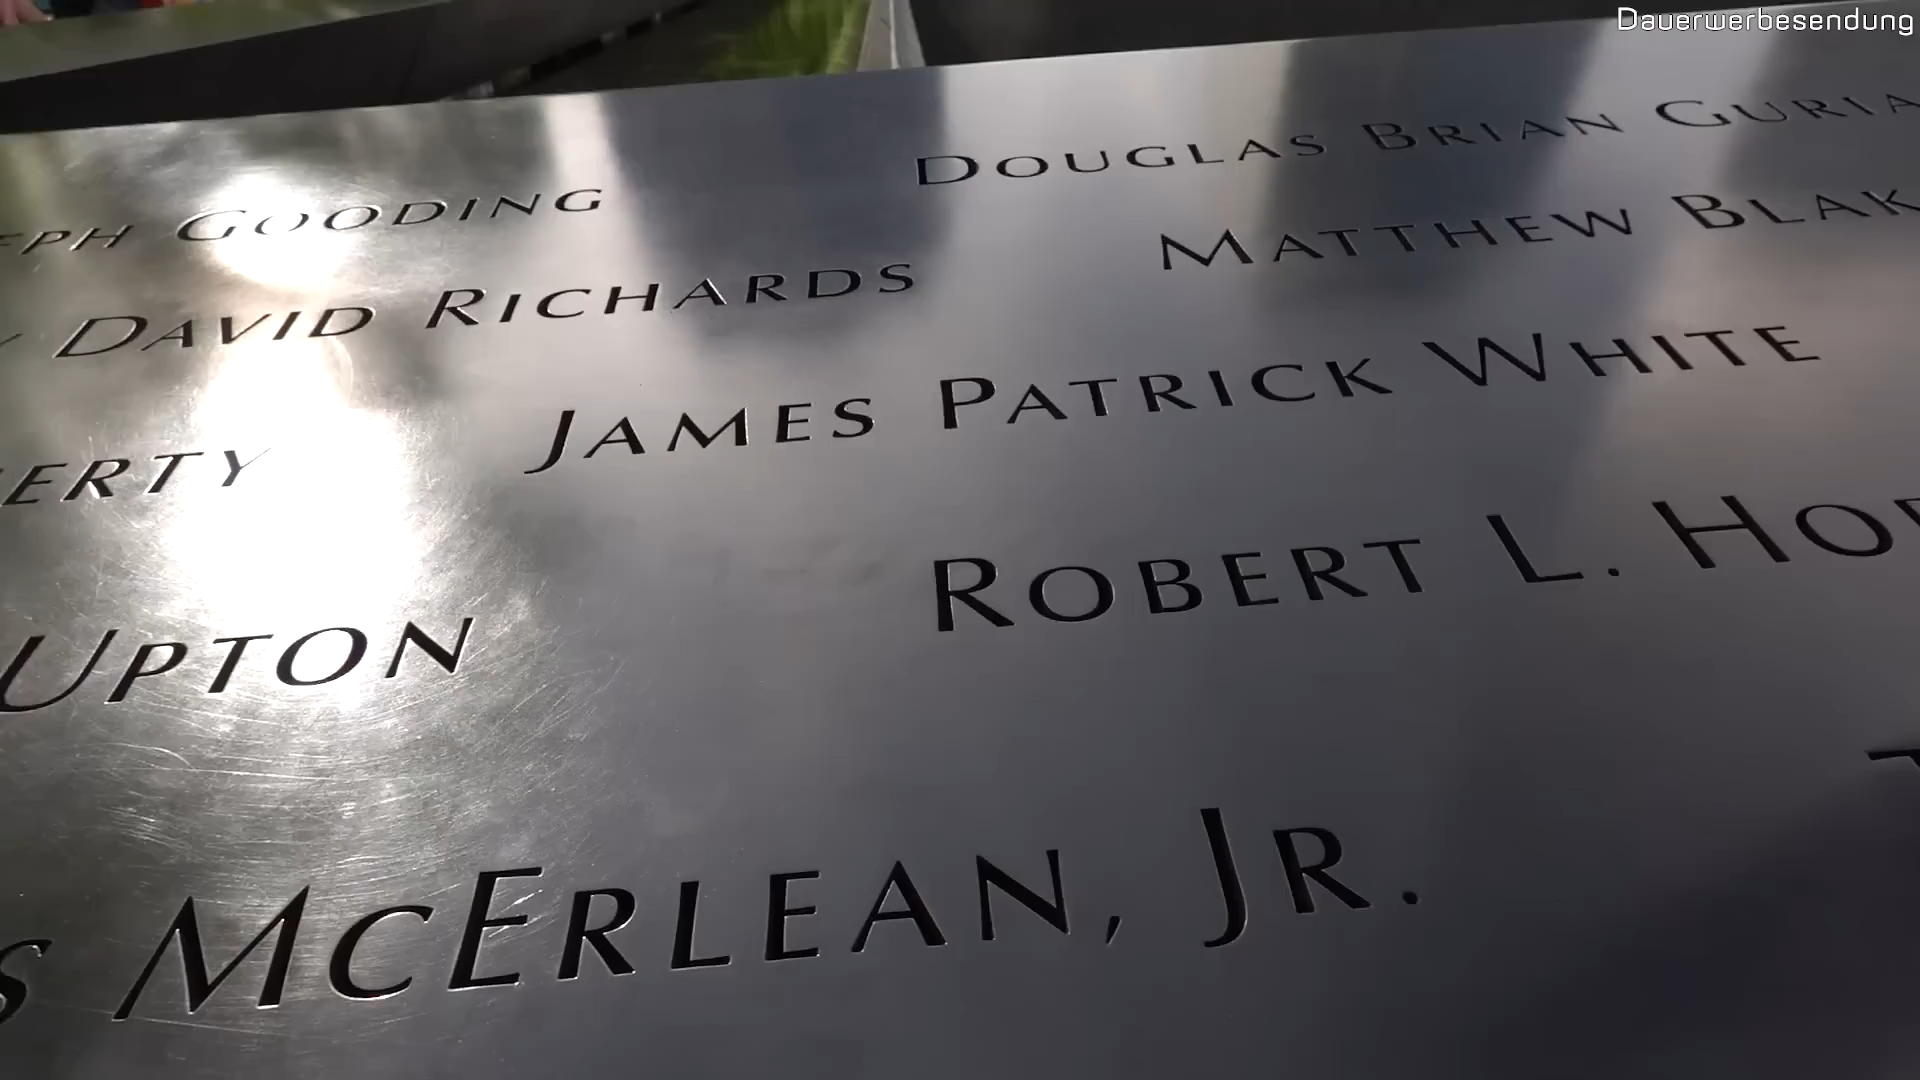 Dauerwerbesendung
EPH GOODING DOUGLAS BRIAN GURIA
DAVID RICHARDS MATTHEW BLAK
ERTY JAMES PATRICK WHITE
UPTON ROBERT L. HO
S MCERLEAN, JR.